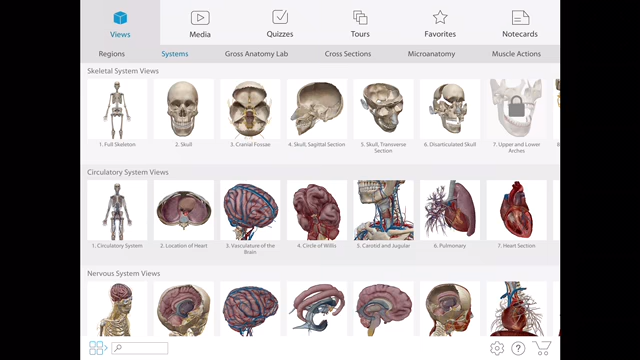 Views Media Quizzes Tours Favorites Notecards
Regions Systems Gross Anatomy Lab Cross Sections Microanatomy Muscle Actions
Skeletal System Views
1. Full Skeleton
2. Skull
3. Cranial Fossae
4. Skull, Sagittal Section
5. Skull, Transverse
Section
6. Disarticulated Skull
7. Upper and Lower
Arches
Circulatory System Views
1. Circulatory System
2. Location of Heart
3. Vasculature of the
Brain
4. Circle of Willis
5. Carotid and Jugular
6. Pulmonary
7. Heart Section
Nervous System Views
?